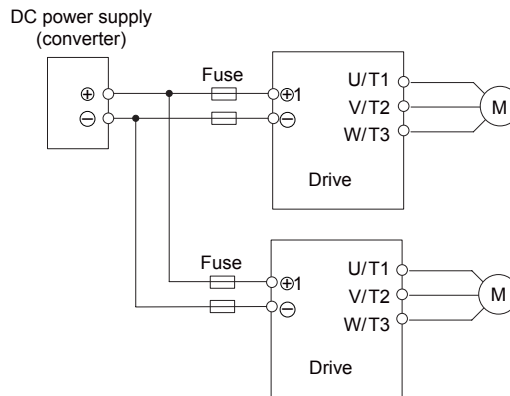 DC power supply
(converter)
Fuse
⊕
⊖
⊕1
⊖
U/T1
V/T2
W/T3
M
Drive
Fuse
⊕1
⊖
U/T1
V/T2
W/T3
M
Drive